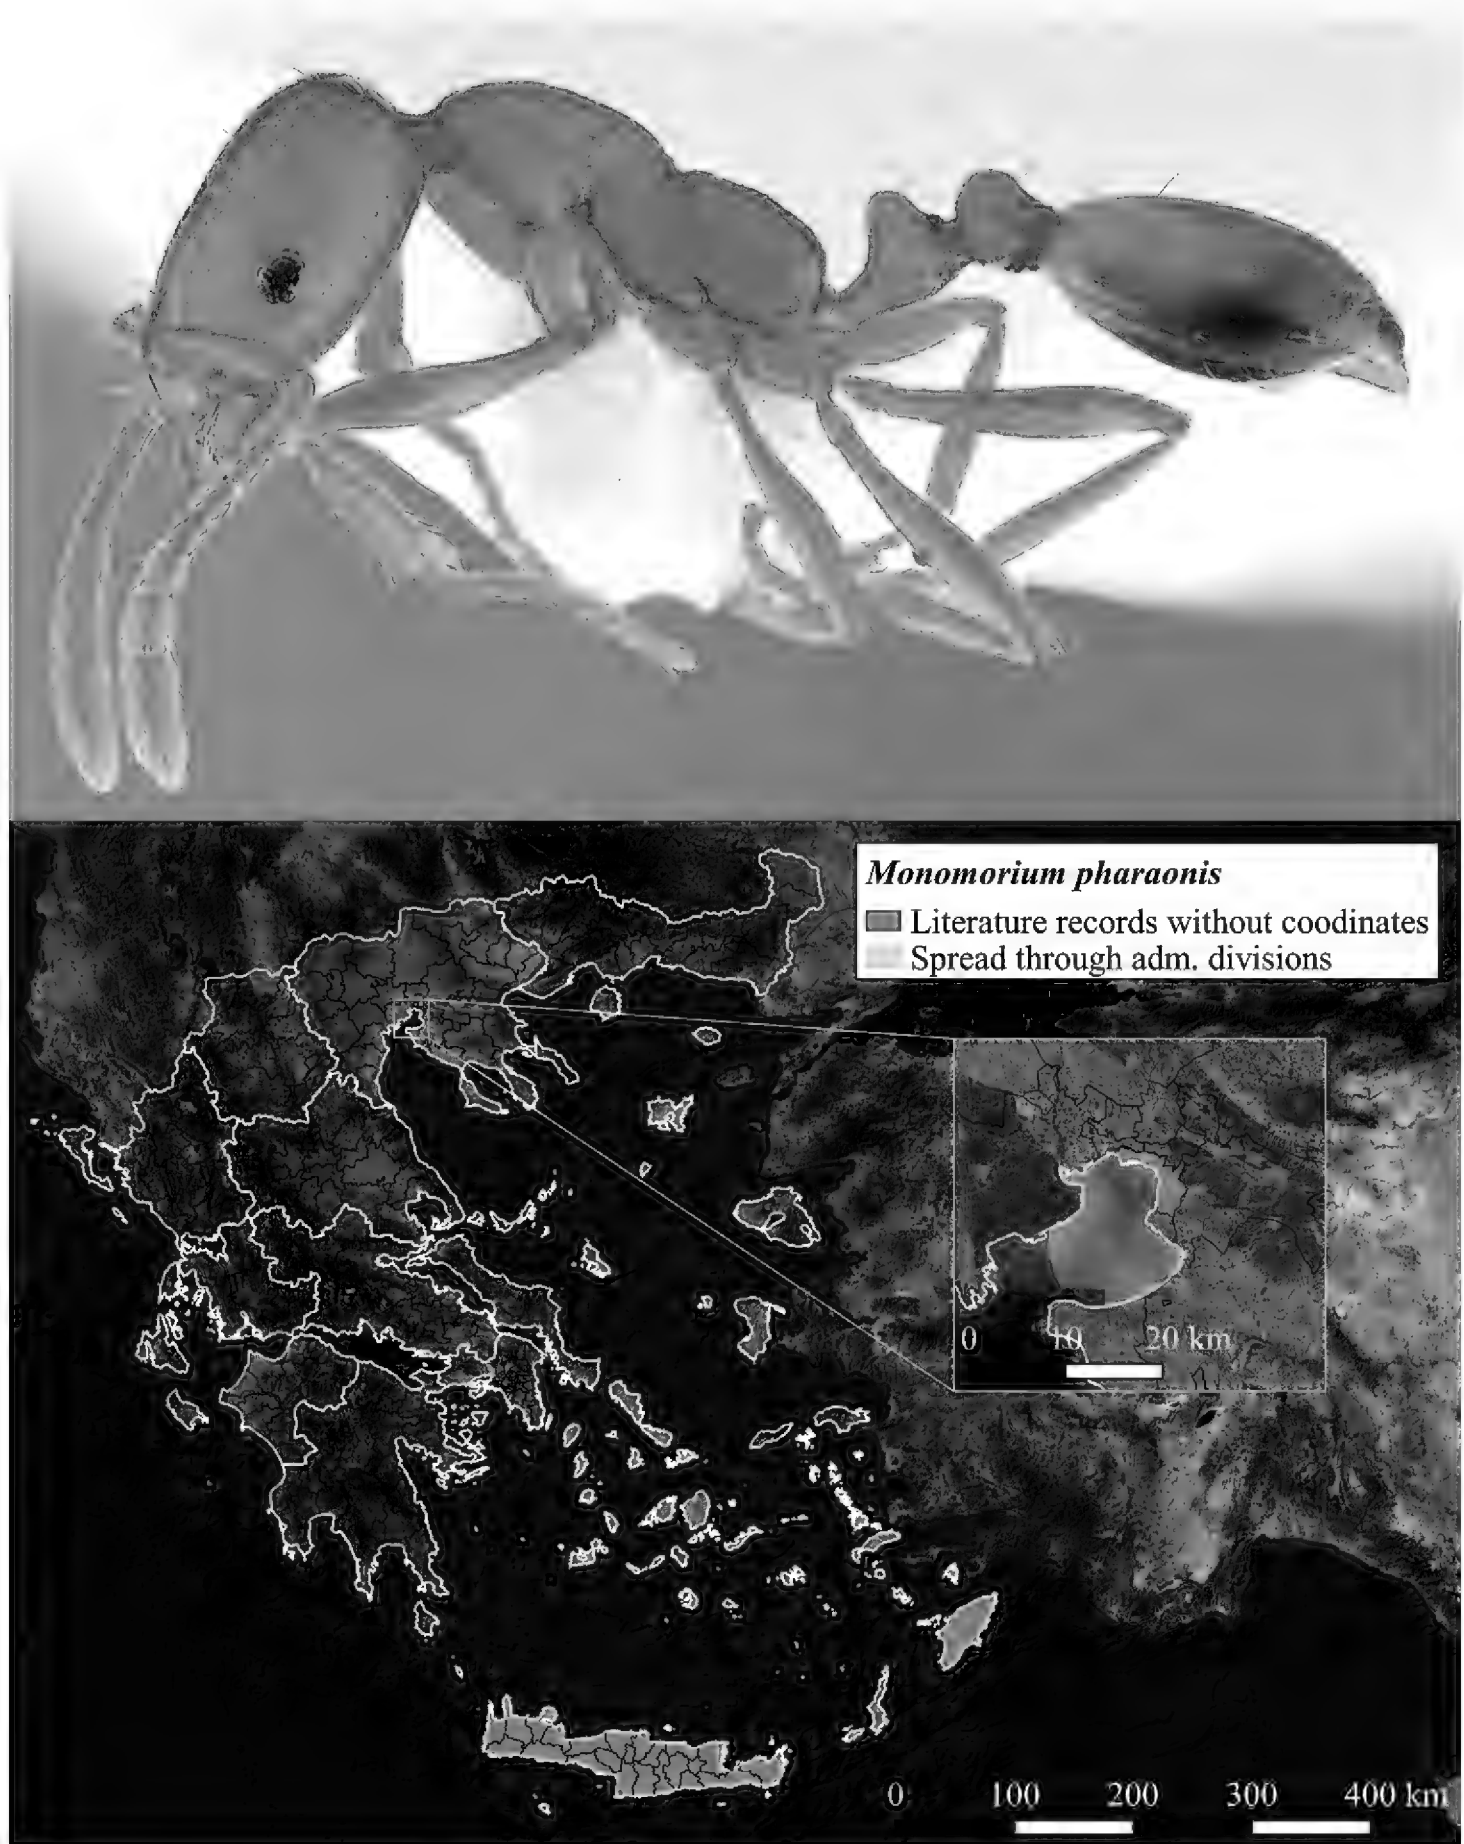 Monomorium pharaonis
Literature records without coodinates
Spread through adm. divisions
0 10 20 km
0 100 200 300 400 km